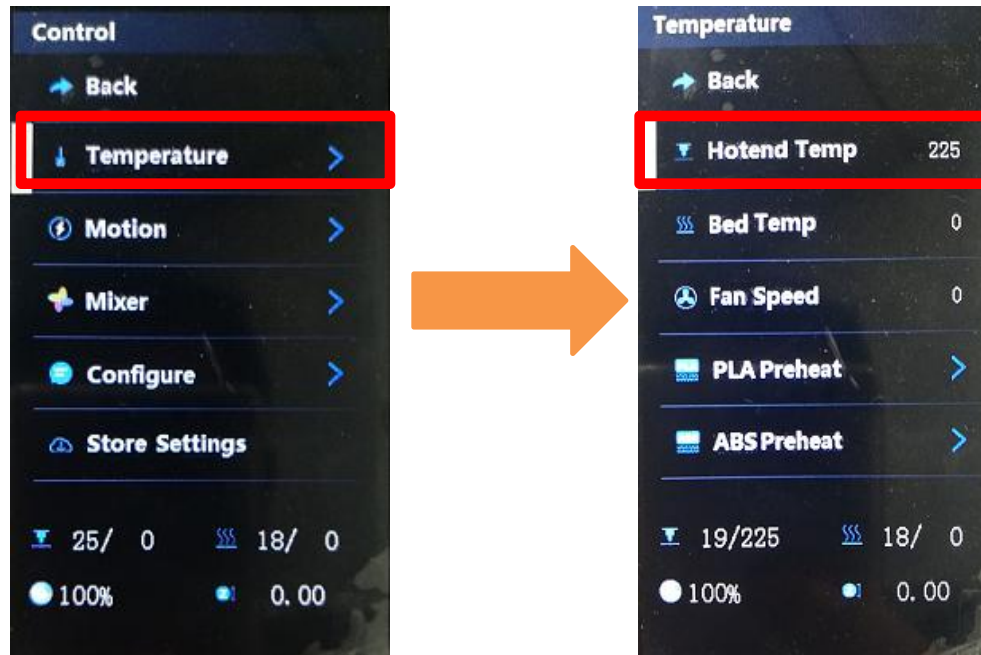 Control
Back
Temperature
Motion
Mixer
Configure
Store Settings
25/ 0 18/ 0
100% 0.00
Temperature
Back
Hotend Temp 225
Bed Temp 0
Fan Speed 0
PLA Preheat
ABS Preheat
19/225 18/ 0
100% 0.00